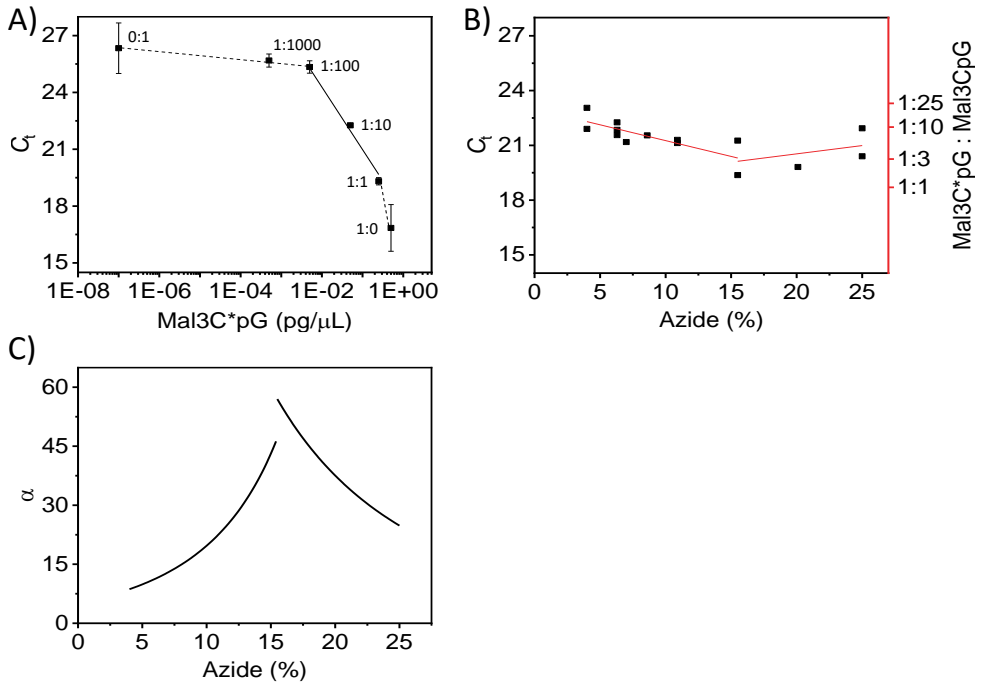 A)
27
24
21
18
15
Ct
0:1
1:1000
1:100
1:10
1:1
1:0
1E-08 1E-06 1E-04 1E-02 1E+00
Mal3C*pG (pg/μL)
B)
27
24
21
18
15
Ct
1:25
1:10
1:3
1:1
Mal3C*pG : Mal3CpG
0 5 10 15 20 25
Azide (%)
C)
60
45
30
15
0
α
0 5 10 15 20 25
Azide (%)